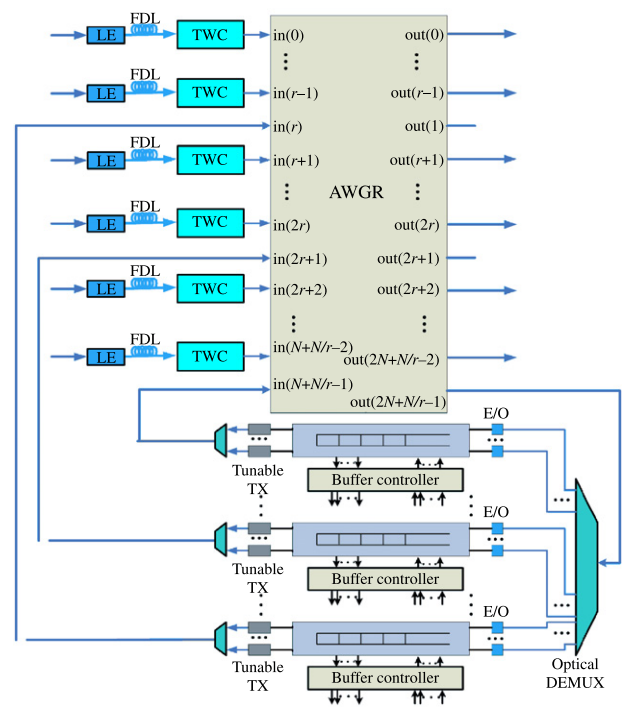 FDL
LE
TWC
in(0)
out(0)
FDL
LE
TWC
in(r–1)
out(r–1)
in(r)
out(1)
FDL
LE
TWC
in(r+1)
out(r+1)
AWGR
FDL
LE
TWC
in(2r)
out(2r)
in(2r+1)
out(2r+1)
FDL
LE
TWC
in(2r+2)
out(2r+2)
FDL
LE
TWC
in(N+N/r–2)
out(2N+N/r–2)
in(N+N/r–1)
out(2N+N/r–1)
E/O
Tunable
TX
Buffer controller
E/O
Tunable
TX
Buffer controller
E/O
Tunable
TX
Buffer controller
Optical
DEMUX